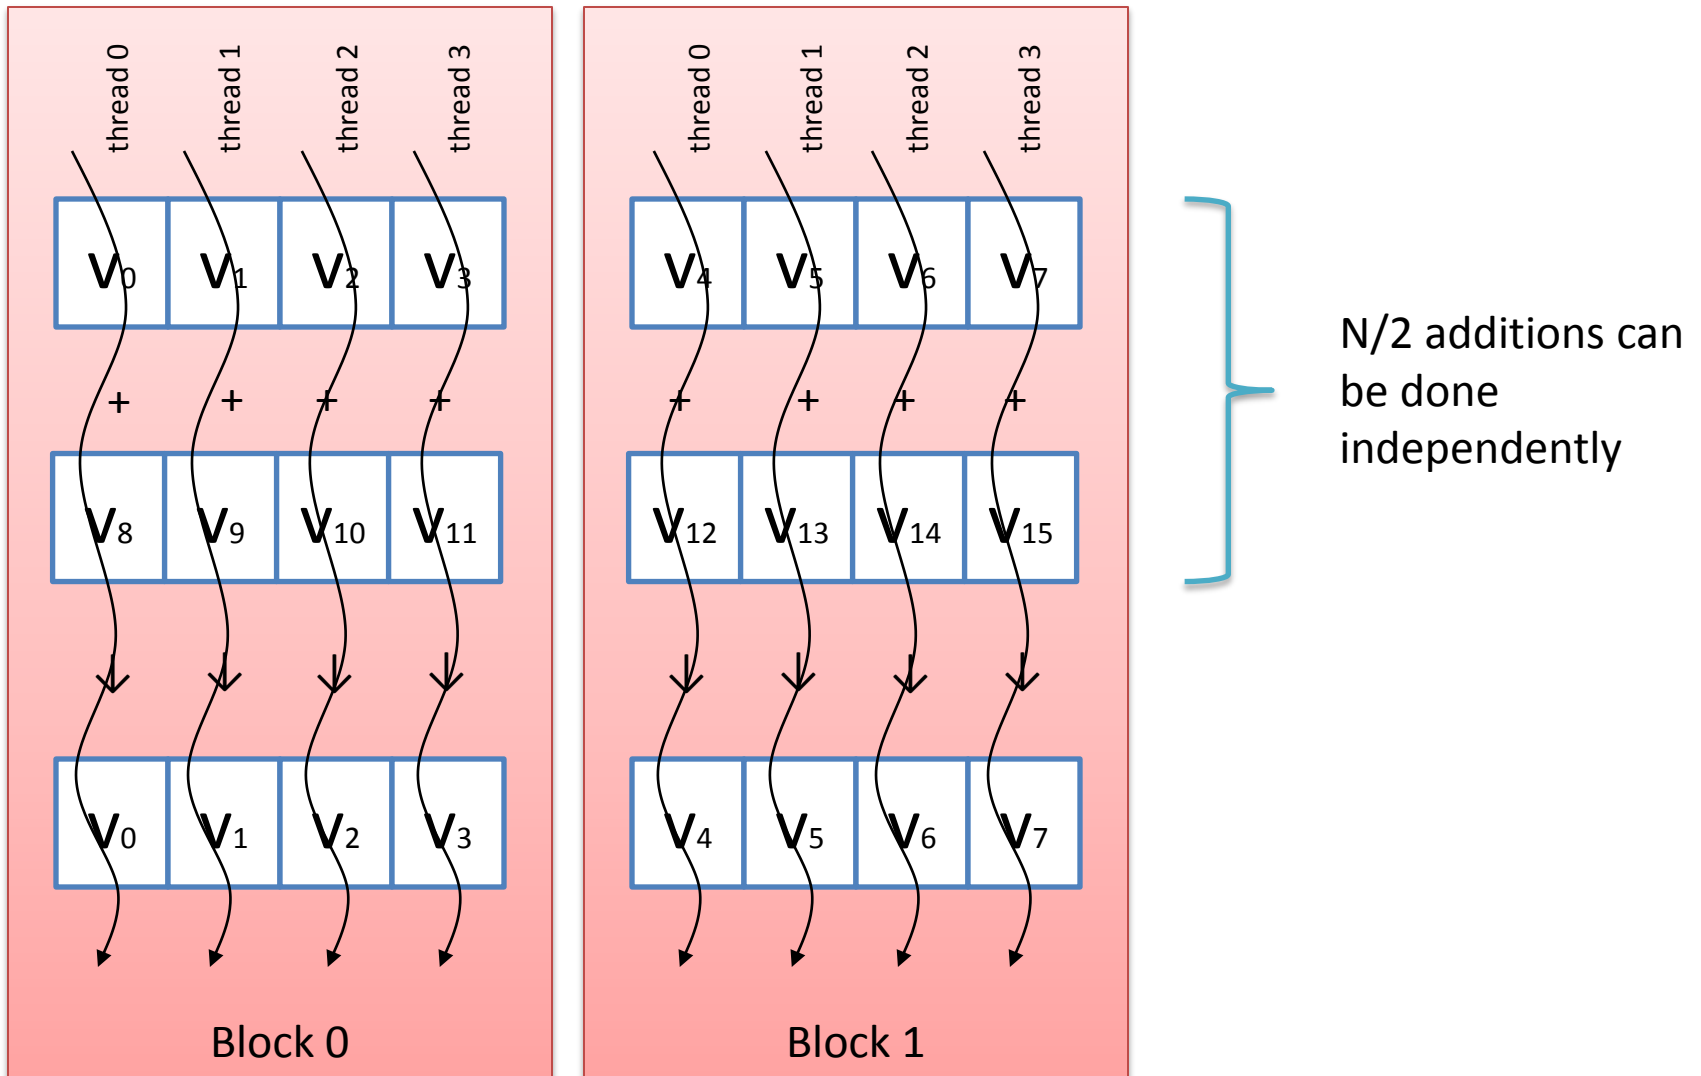 thread 0 thread 1 thread 2 thread 3 thread 0 thread 1 thread 2 thread 3
V0 V1 V2 V3 V4 V5 V6 V7
N/2 additions can
be done
independently
+ + + + + + + +
V8 V9 V10 V11 V12 V13 V14 V15
V0 V1 V2 V3 V4 V5 V6 V7
Block 0 Block 1